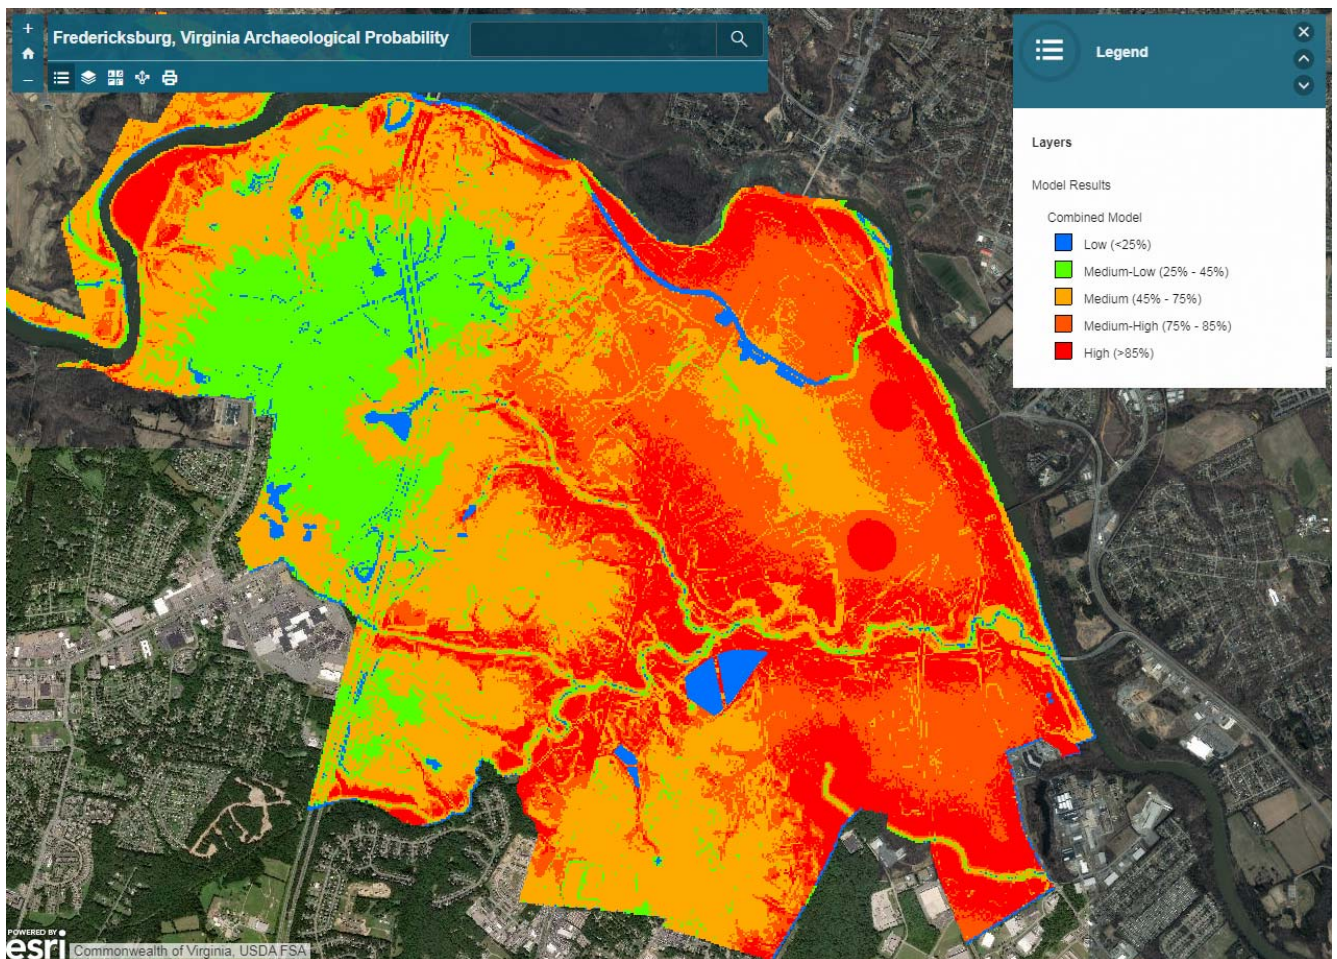 Fredericksburg, Virginia Archaeological Probability
Legend
Layers
Model Results
Combined Model
Low (<25%)
Medium-Low (25% - 45%)
Medium (45% - 75%)
Medium-High (75% - 85%)
High (>85%)
POWERED BY
esri
Commonwealth of Virginia, USDA FSA